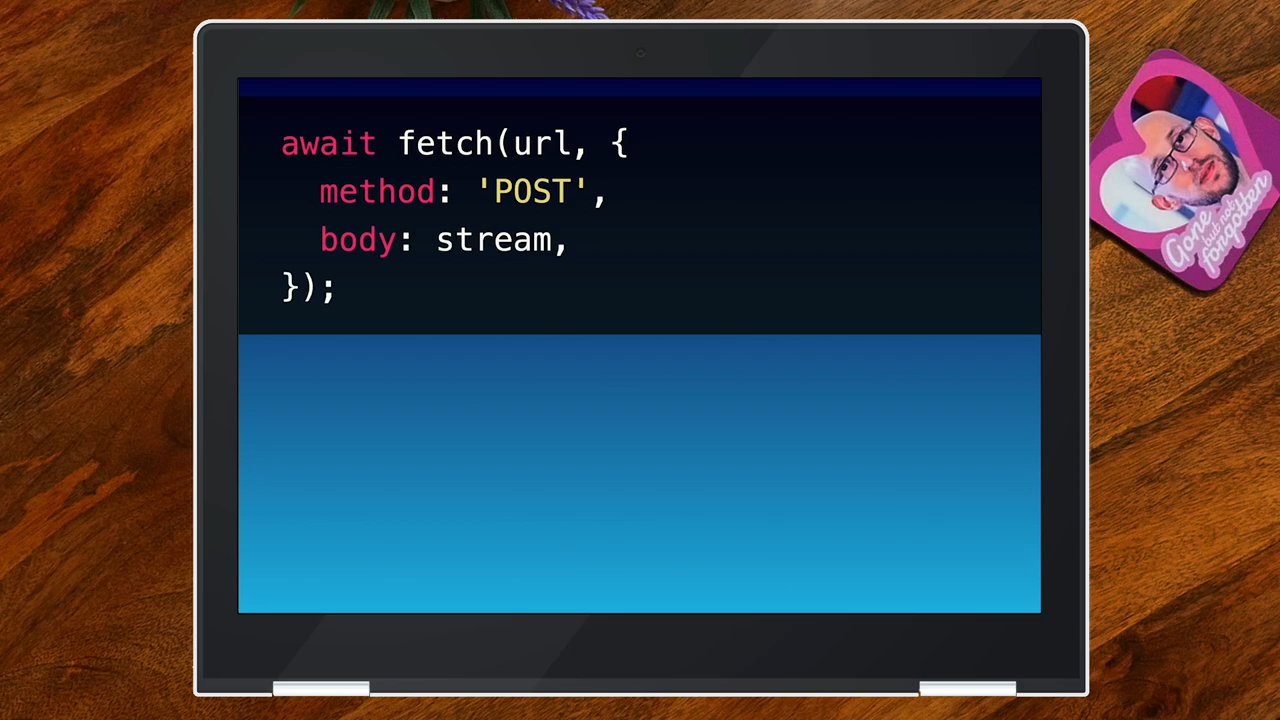 await fetch(url, {
  method: 'POST',
  body: stream,
});
Gone
but not
forgotten